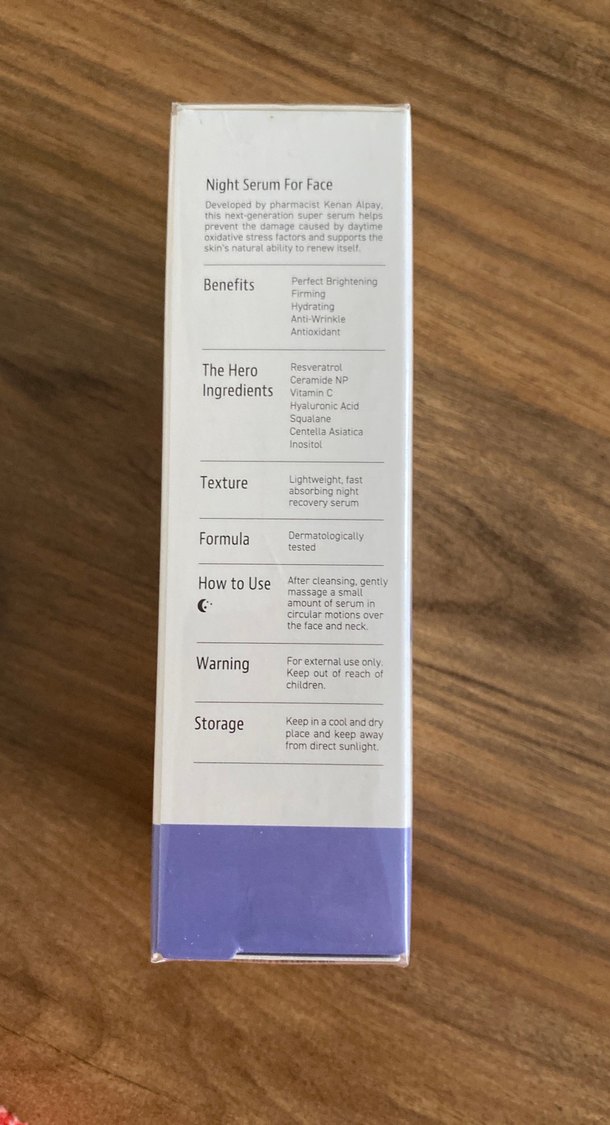 Night Serum For Face
Developed by pharmacist Kenan Alpay,
this next-generation super serum helps
prevent the damage caused by daytime
oxidative stress factors and supports the
skin's natural ability to renew itself.
Benefits
Perfect Brightening
Firming
Hydrating
Anti-Wrinkle
Antioxidant
The Hero
Ingredients
Resveratrol
Ceramide NP
Vitamin C
Hyaluronic Acid
Squalane
Centella Asiatica
Inositol
Texture
Lightweight, fast
absorbing night
recovery serum
Formula
Dermatologically
tested
How to Use
After cleansing, gently
massage a small
amount of serum in
circular motions over
the face and neck.
Warning
For external use only.
Keep out of reach of
children.
Storage
Keep in a cool and dry
place and keep away
from direct sunlight.